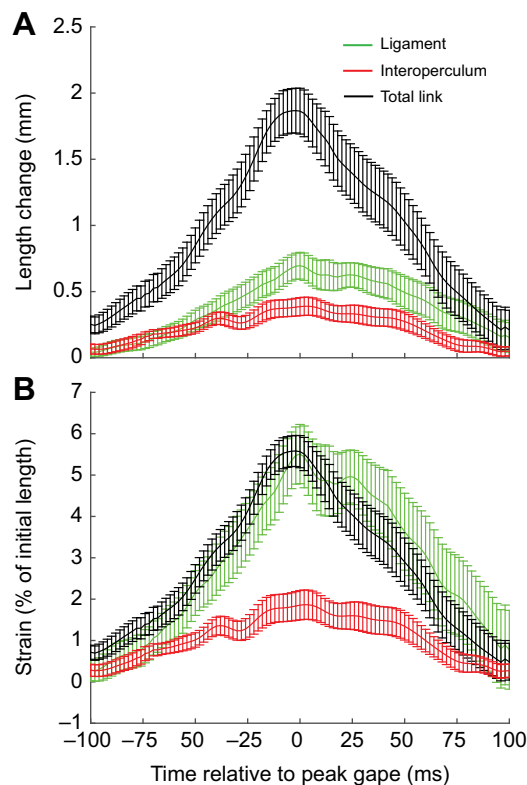 A
2.5
2
1.5
1
0.5
0
Length change (mm)
Ligament
Interoperculum
Total link
B
7
6
5
4
3
2
1
0
–1
Strain (% of initial length)
–100 –75 50 –25 0 25 50 75 100
Time relative to peak gape (ms)